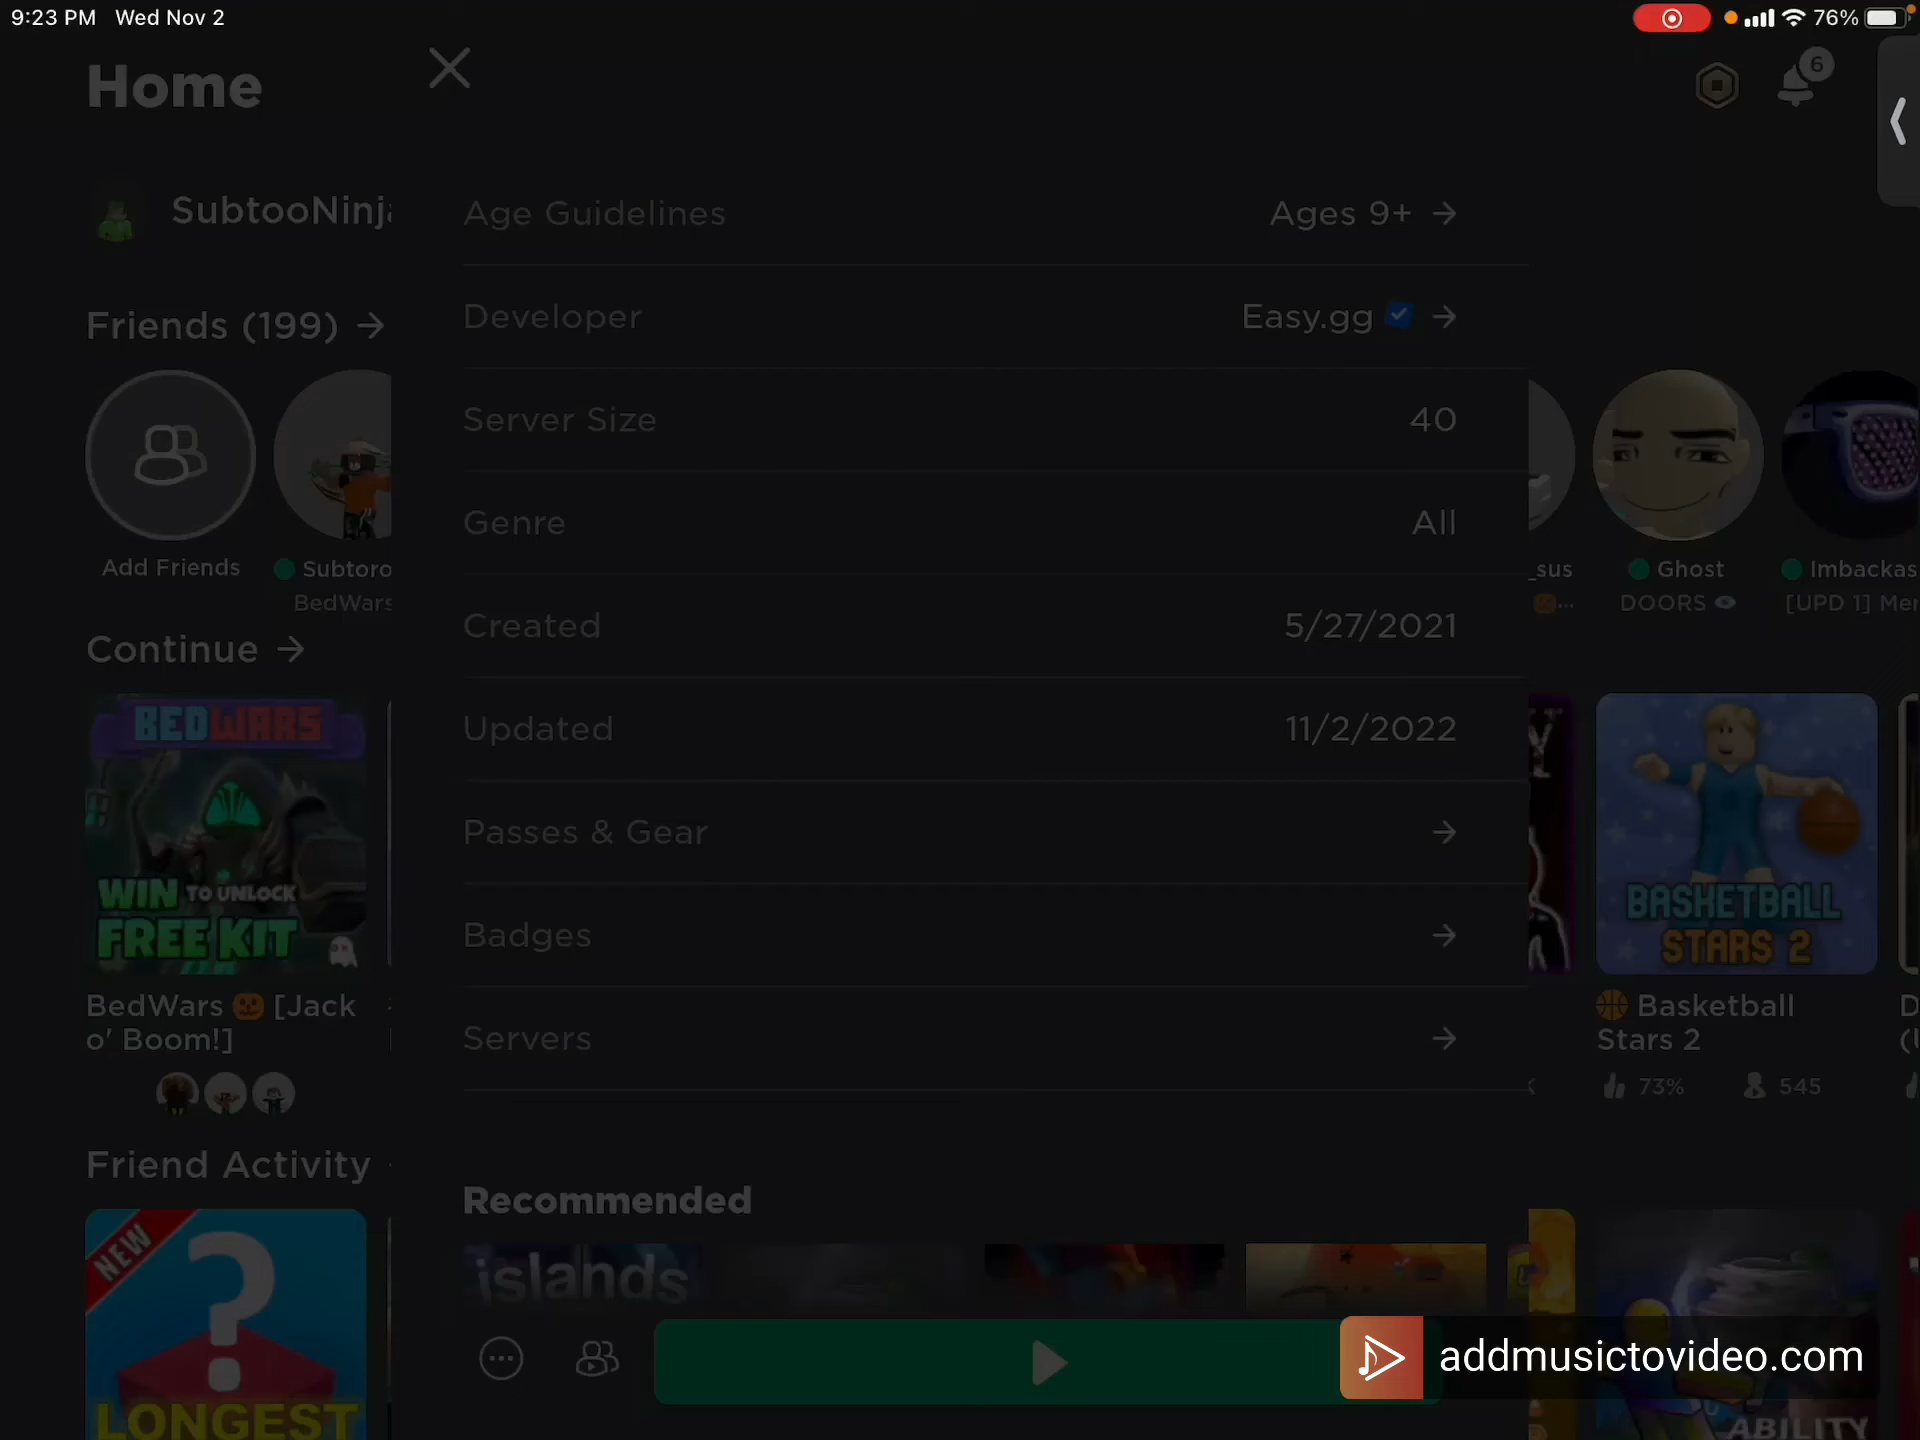 9:23 PM Wed Nov 2
76%
Home
6
SubtooNinj
Friends (199) →
Add Friends
Subtoro
BedWars
_sus
Ghost
DOORS
Imbackas
[UPD 1] Mer
Continue →
BEDWARS
WIN TO UNLOCK
FREE KIT
BedWars 🎃 [Jack
o' Boom!]
Friend Activity
NEW
?
LONGEST
Age Guidelines
Ages 9+ →
Developer
Easy.gg →
Server Size
40
Genre
All
Created
5/27/2021
Updated
11/2/2022
Passes & Gear →
Badges →
Servers →
Recommended
islands
BASKETBALL
STARS 2
🏀 Basketball
Stars 2
73%
545
ABILITY
addmusictovideo.com